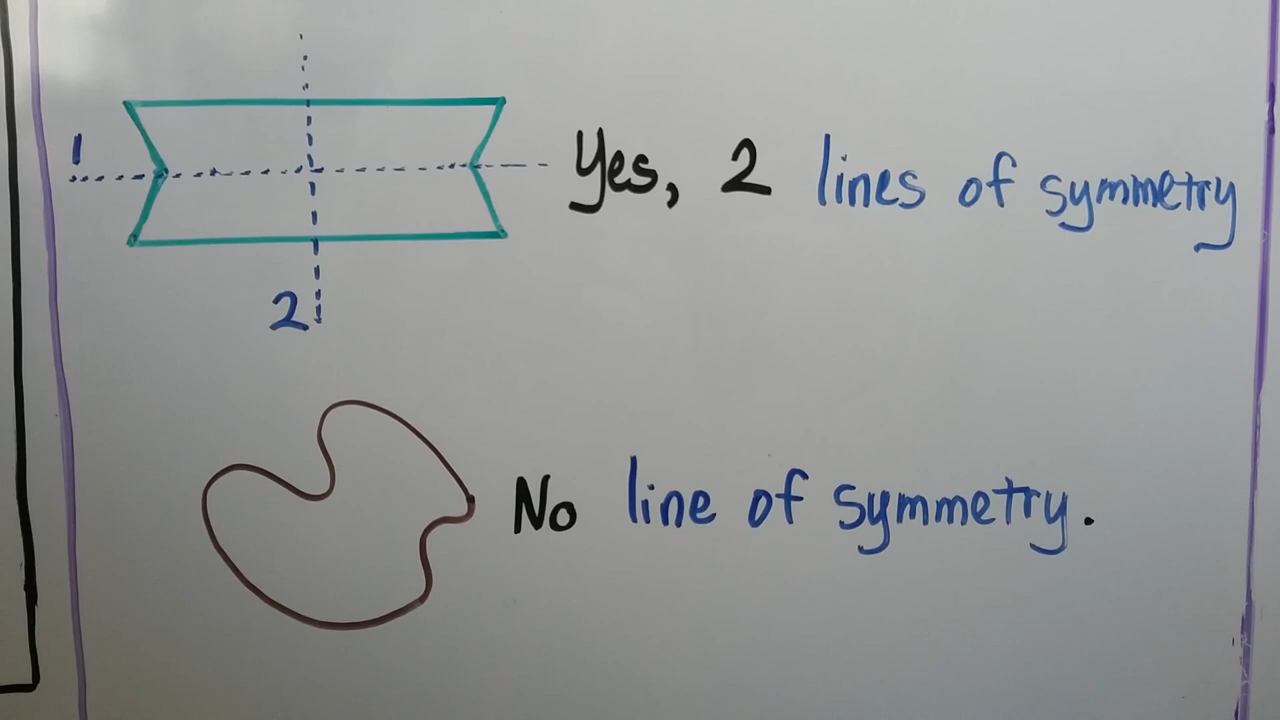 1
Yes, 2 lines of symmetry
2
No line of symmetry.